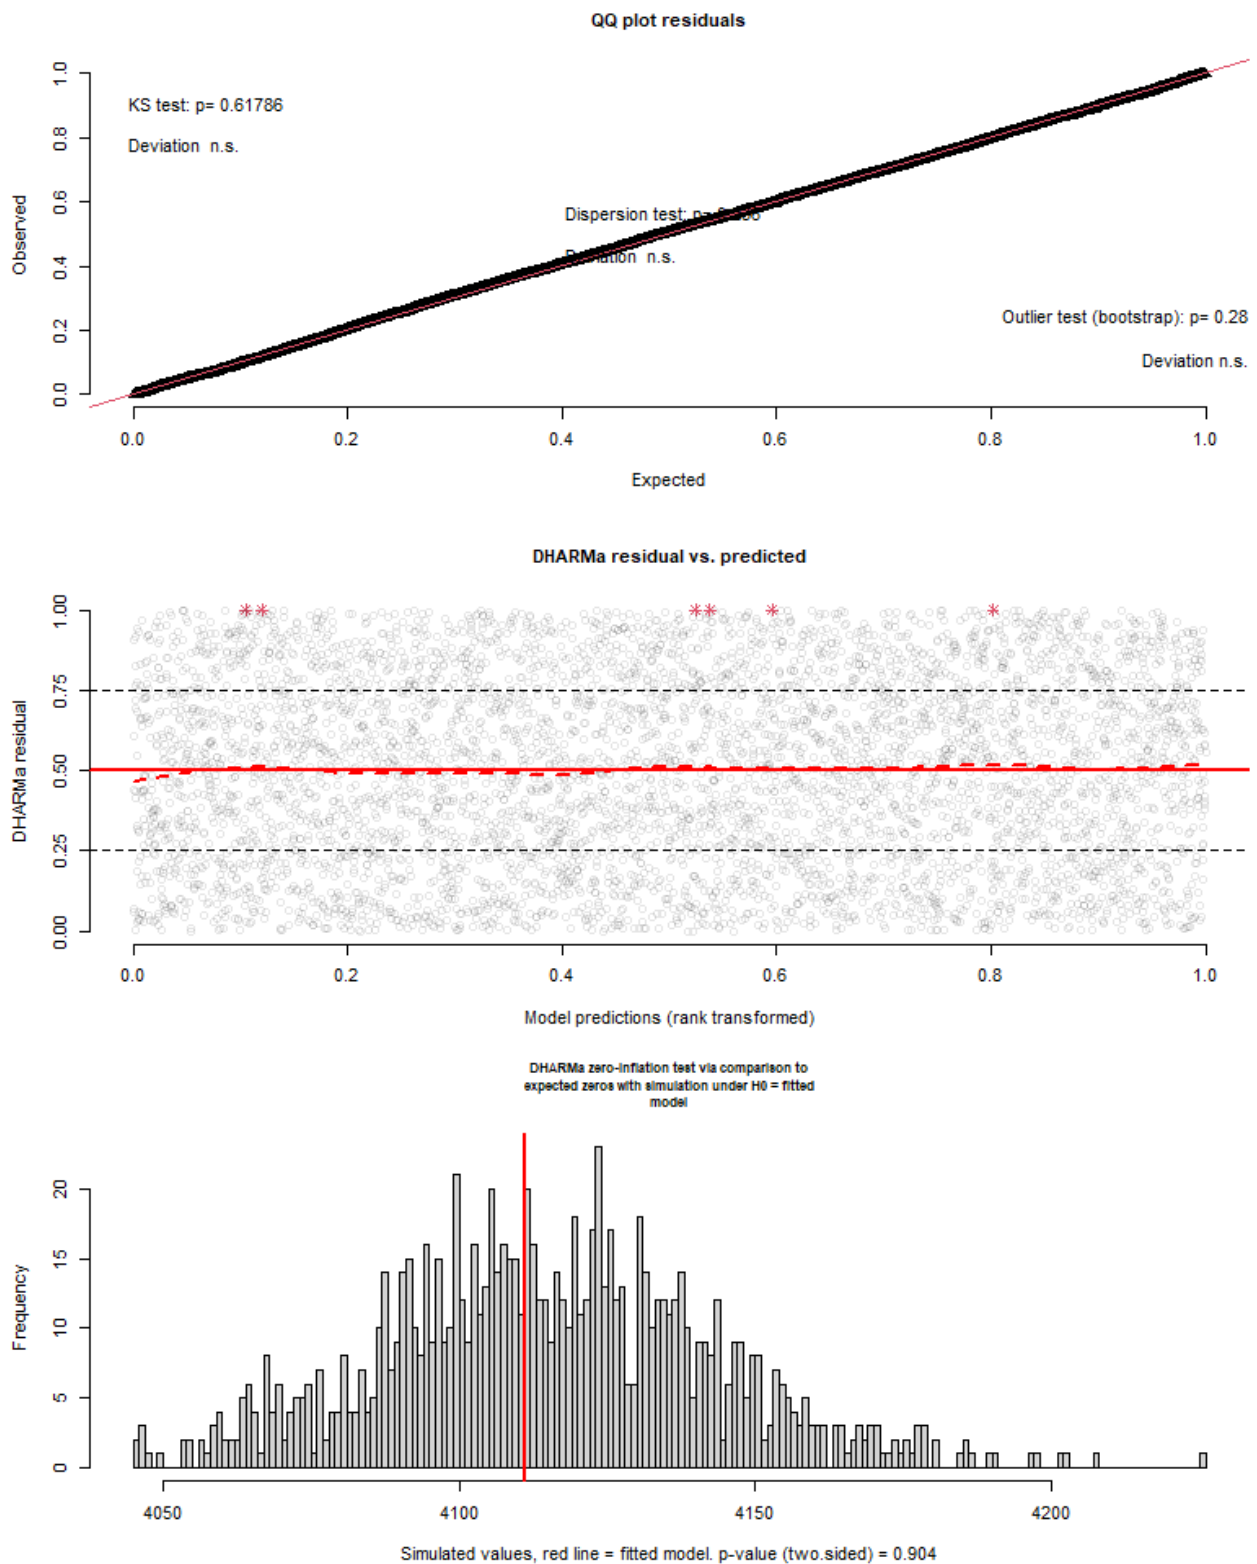 QQ plot residuals
1.0
0.8
0.6
0.4
0.2
0.0
Observed
KS test: p= 0.61786
Deviation n.s.
Dispersion test: p=
n.s.
Outlier test (bootstrap): p= 0.28
Deviation n.s.
0.0 0.2 0.4 0.6 0.8 1.0
Expected
DHARMa residual vs. predicted
1.00
0.75
0.50
0.25
0.00
DHARMa residual
0.0 0.2 0.4 0.6 0.8 1.0
Model predictions (rank transformed)
DHARMa zero-inflation test via comparison to
expected zeros with simulation under H0 = fitted
model
20
15
10
5
0
Frequency
4050 4100 4150 4200
Simulated values, red line = fitted model. p-value (two.sided) = 0.904